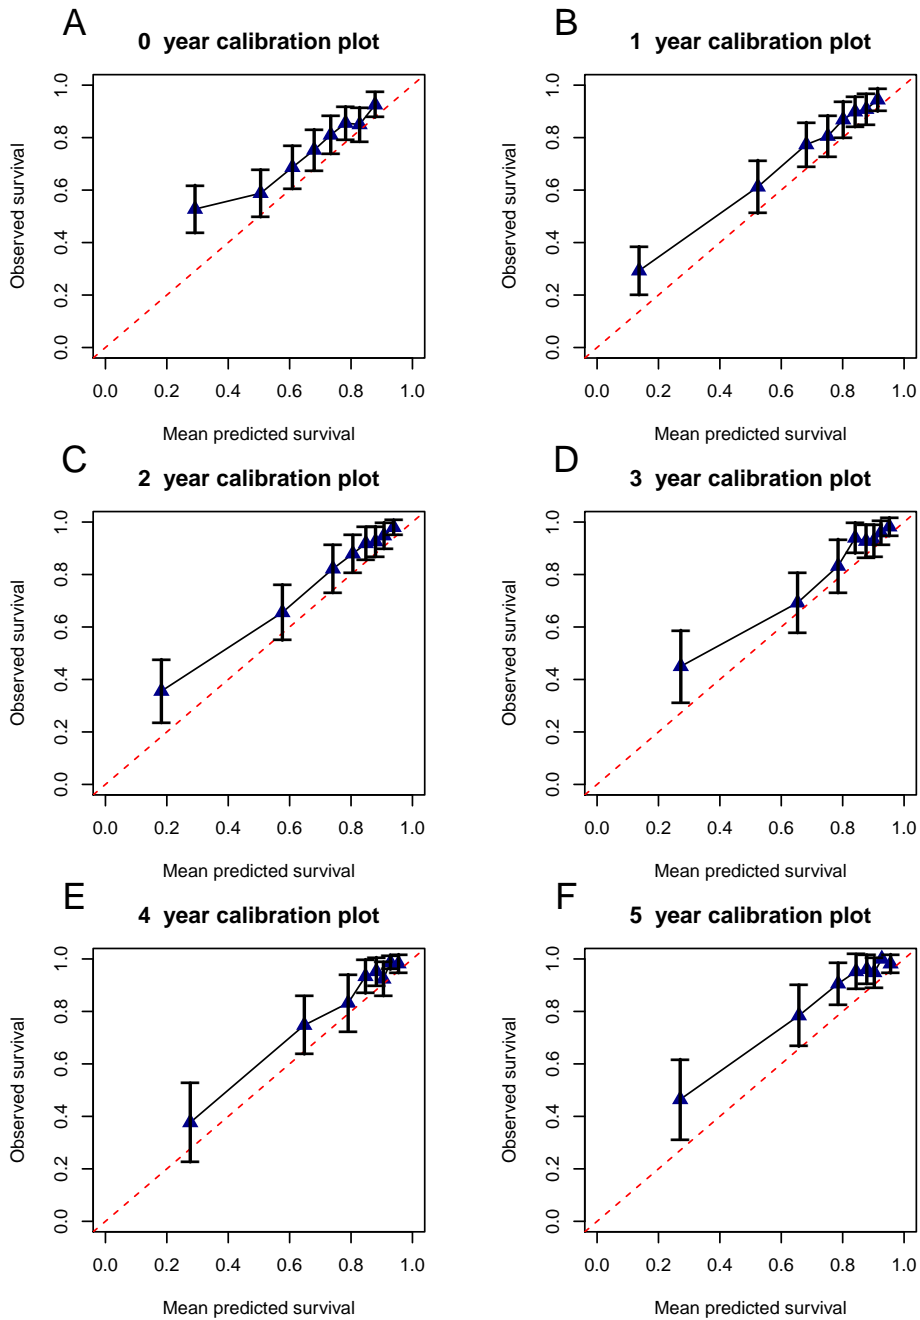 A
0 year calibration plot
Observed survival
1.0
0.8
0.6
0.4
0.2
0.0
0.0 0.2 0.4 0.6 0.8 1.0
Mean predicted survival
B
1 year calibration plot
Observed survival
1.0
0.8
0.6
0.4
0.2
0.0
0.0 0.2 0.4 0.6 0.8 1.0
Mean predicted survival
C
2 year calibration plot
Observed survival
1.0
0.8
0.6
0.4
0.2
0.0
0.0 0.2 0.4 0.6 0.8 1.0
Mean predicted survival
D
3 year calibration plot
Observed survival
1.0
0.8
0.6
0.4
0.2
0.0
0.0 0.2 0.4 0.6 0.8 1.0
Mean predicted survival
E
4 year calibration plot
Observed survival
1.0
0.8
0.6
0.4
0.2
0.0
0.0 0.2 0.4 0.6 0.8 1.0
Mean predicted survival
F
5 year calibration plot
Observed survival
1.0
0.8
0.6
0.4
0.2
0.0
0.0 0.2 0.4 0.6 0.8 1.0
Mean predicted survival